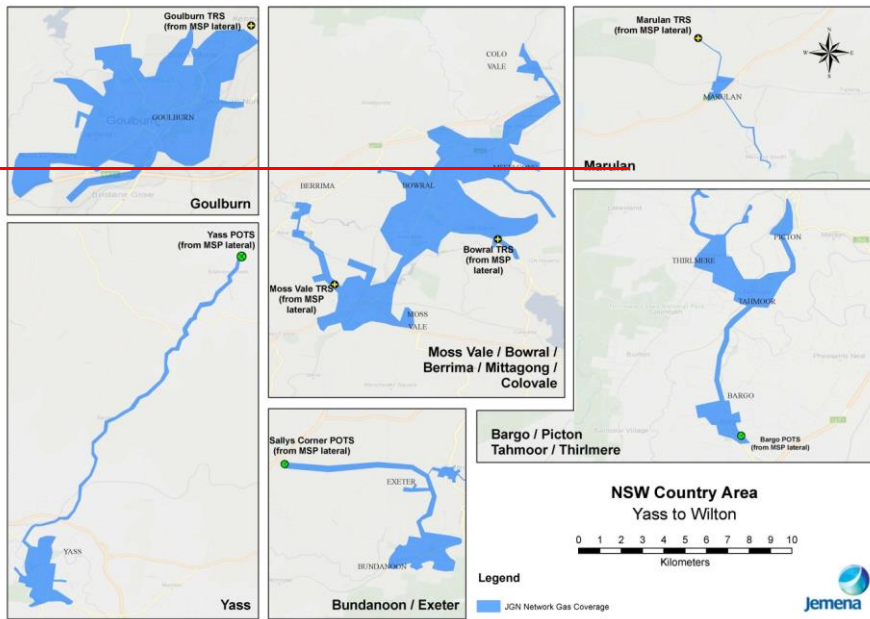 Goulburn TRS
(from MSP lateral)
GOULBURN
Goulburn
Goulburn
COLO
VALE
BERRIMA
BOWRAL
Bowral TRS
(from MSP
lateral)
Moss Vale TRS
(from MSP
lateral)
MOSS
VALE
Moss Vale / Bowral /
Berrima / Mittagong /
Colovale
Marulan TRS
(from MSP lateral)
N
W
E
S
MARULAN
Marulan
Yass POTS
(from MSP lateral)
YASS
Yass
Sallys Corner POTS
(from MSP lateral)
EXETER
BUNDANOON
Bundanoon / Exeter
PICTON
THIRLMERE
TAHMOOR
BARGO
Bargo POTS
(from MSP lateral)
Bargo / Picton
Tahmoor / Thirlmere
NSW Country Area
Yass to Wilton
0 1 2 3 4 5 6 7 8 9 10
Kilometers
Legend
JGN Network Gas Coverage
Jemena